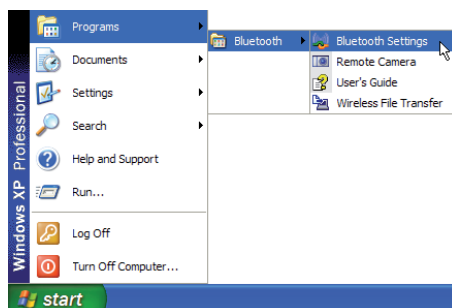 Programs
Documents
Settings
Search
Help and Support
Run...
Log Off
Turn Off Computer...
Bluetooth
Bluetooth Settings
Remote Camera
User's Guide
Wireless File Transfer
Windows XP Professional
start